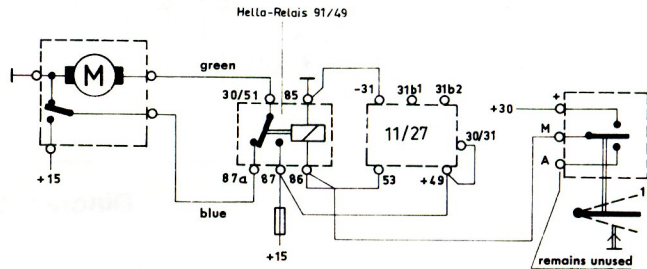 Hella-Relais 91/49
green
30/51
85
-31
31b1
31b2
+
+30
M
M
11/27
30/31
A
+15
87a
87
86
53
+49
1
blue
+15
remains unused